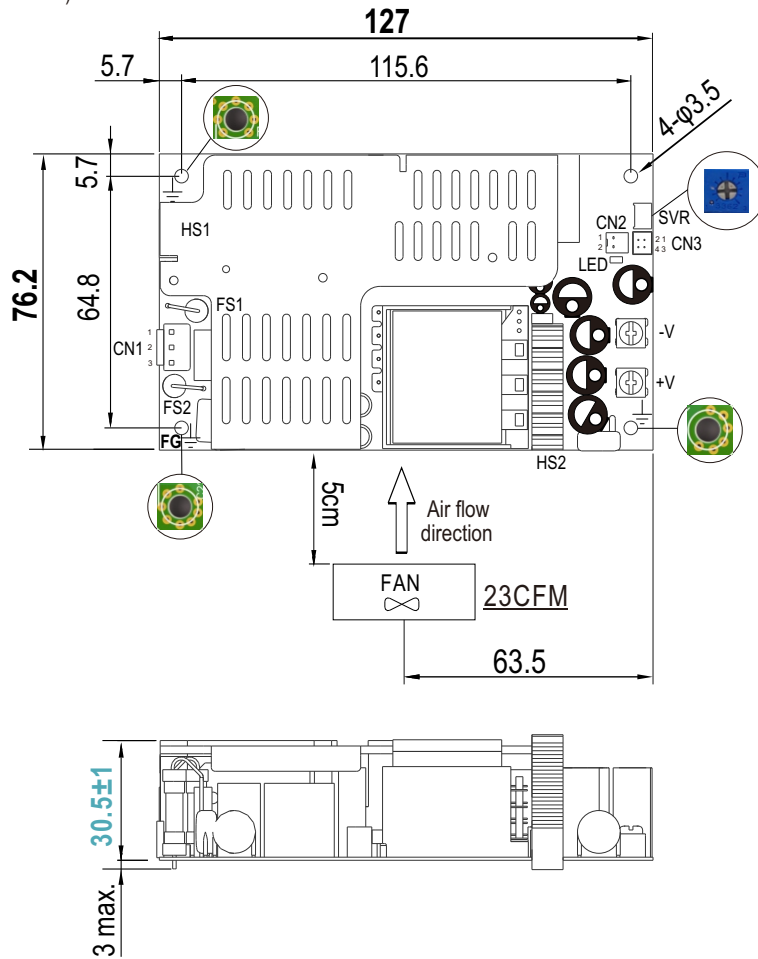 127
5.7
115.6
4-φ3.5
5.7
SVR
HS1
CN2
1
2
2 1
4 3
CN3
LED
76.2
64.8
FS1
CN1
1
2
3
-V
+V
FS2
FG
HS2
5cm
Air flow
direction
FAN
23CFM
63.5
30.5±1
3 max.